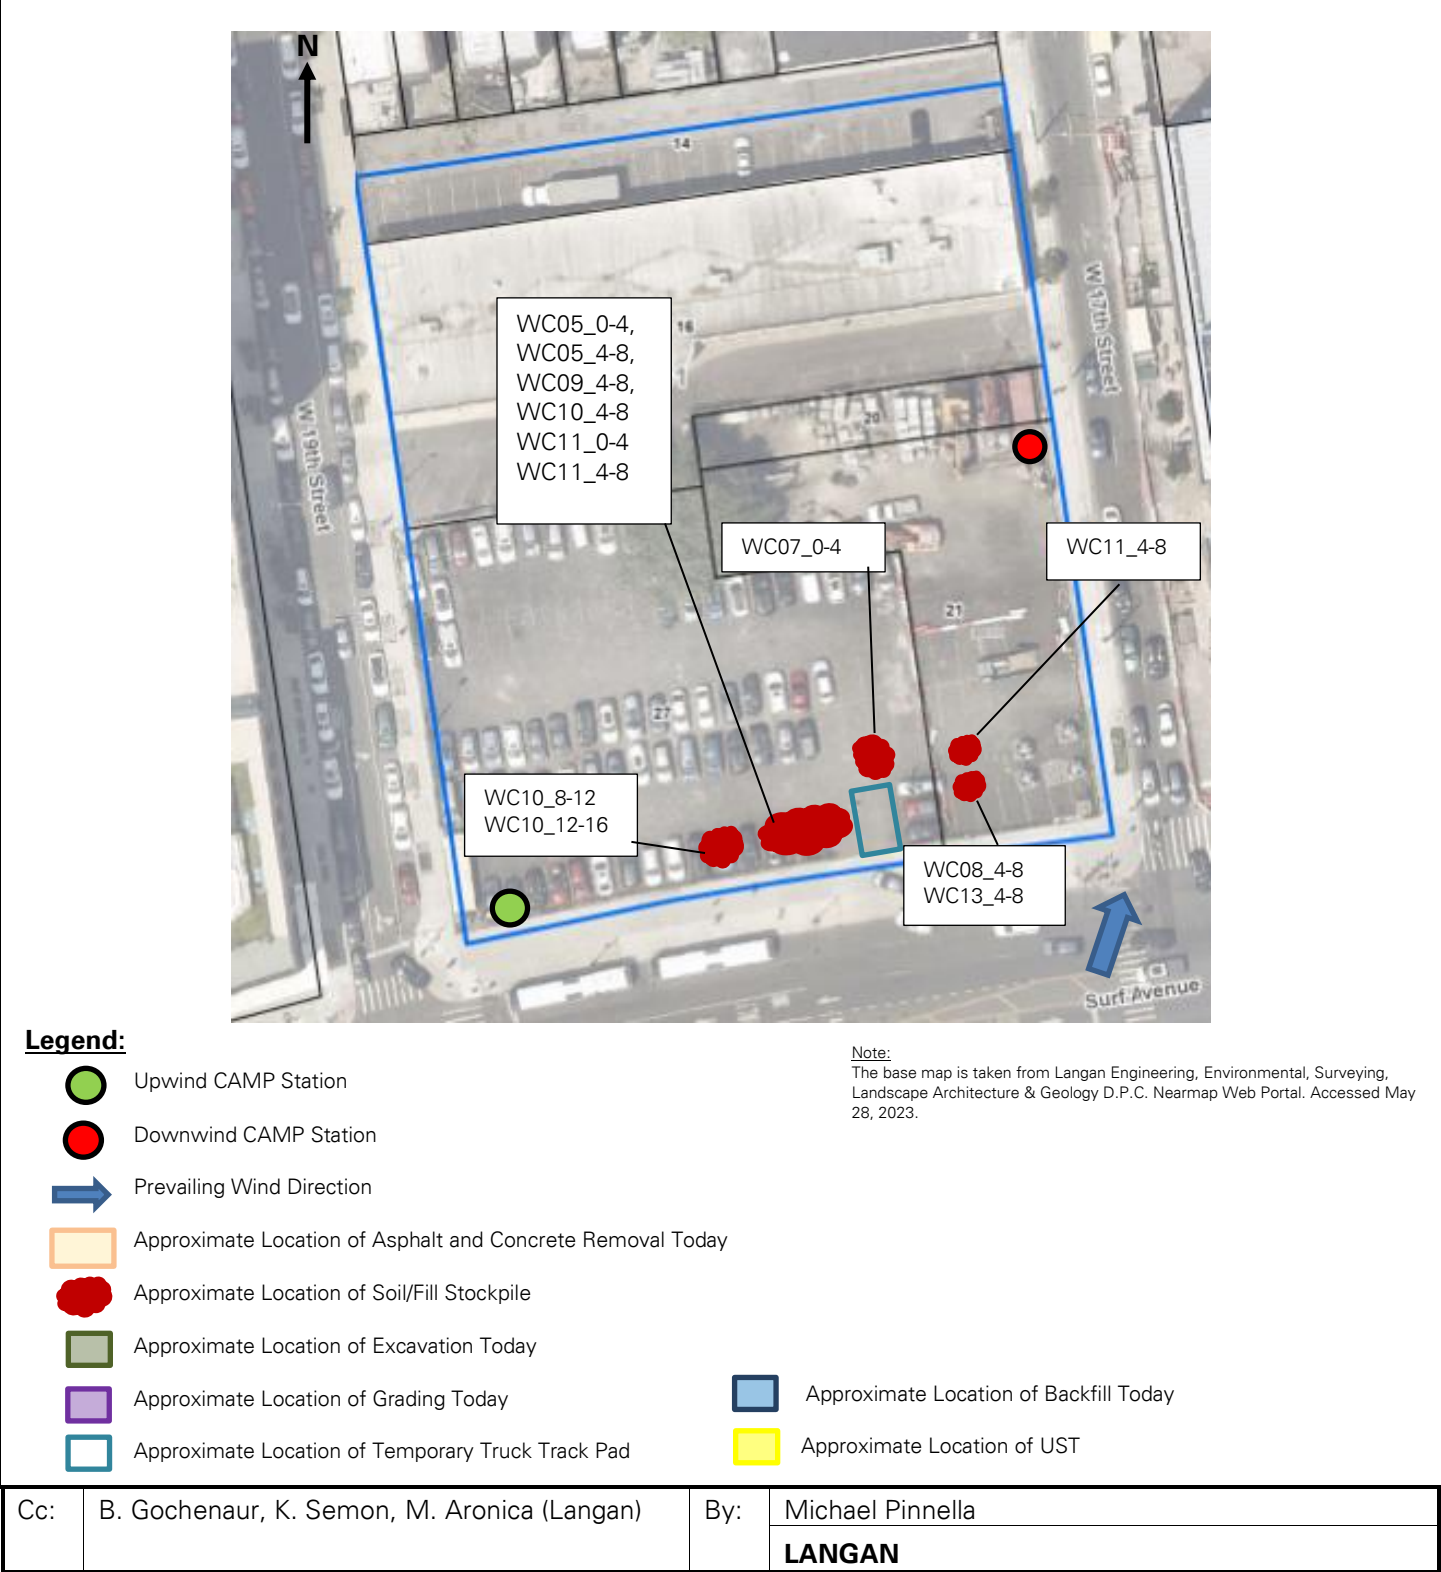 N
14
16
WC05_0-4,
WC05_4-8,
WC09_4-8,
WC10_4-8
WC11_0-4
WC11_4-8
W 17th Street
W 19th Street
20
WC07_0-4
WC11_4-8
21
27
WC10_8-12
WC10_12-16
WC08_4-8
WC13_4-8
Surf Avenue
Legend:
Upwind CAMP Station
Downwind CAMP Station
Prevailing Wind Direction
Approximate Location of Asphalt and Concrete Removal Today
Approximate Location of Soil/Fill Stockpile
Approximate Location of Excavation Today
Approximate Location of Grading Today
Approximate Location of Temporary Truck Track Pad
Note:
The base map is taken from Langan Engineering, Environmental, Surveying,
Landscape Architecture & Geology D.P.C. Nearmap Web Portal. Accessed May
28, 2023.
Approximate Location of Backfill Today
Approximate Location of UST
Cc: B. Gochenaur, K. Semon, M. Aronica (Langan) By: Michael Pinnella
LANGAN